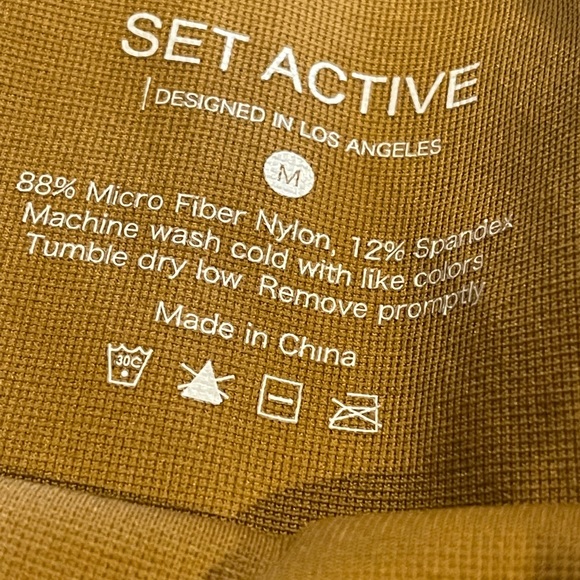 SET ACTIVE
DESIGNED IN LOS ANGELES
M
88% Micro Fiber Nylon, 12% Spandex
Machine wash cold with like colors
Tumble dry low Remove promptly
Made in China
30C